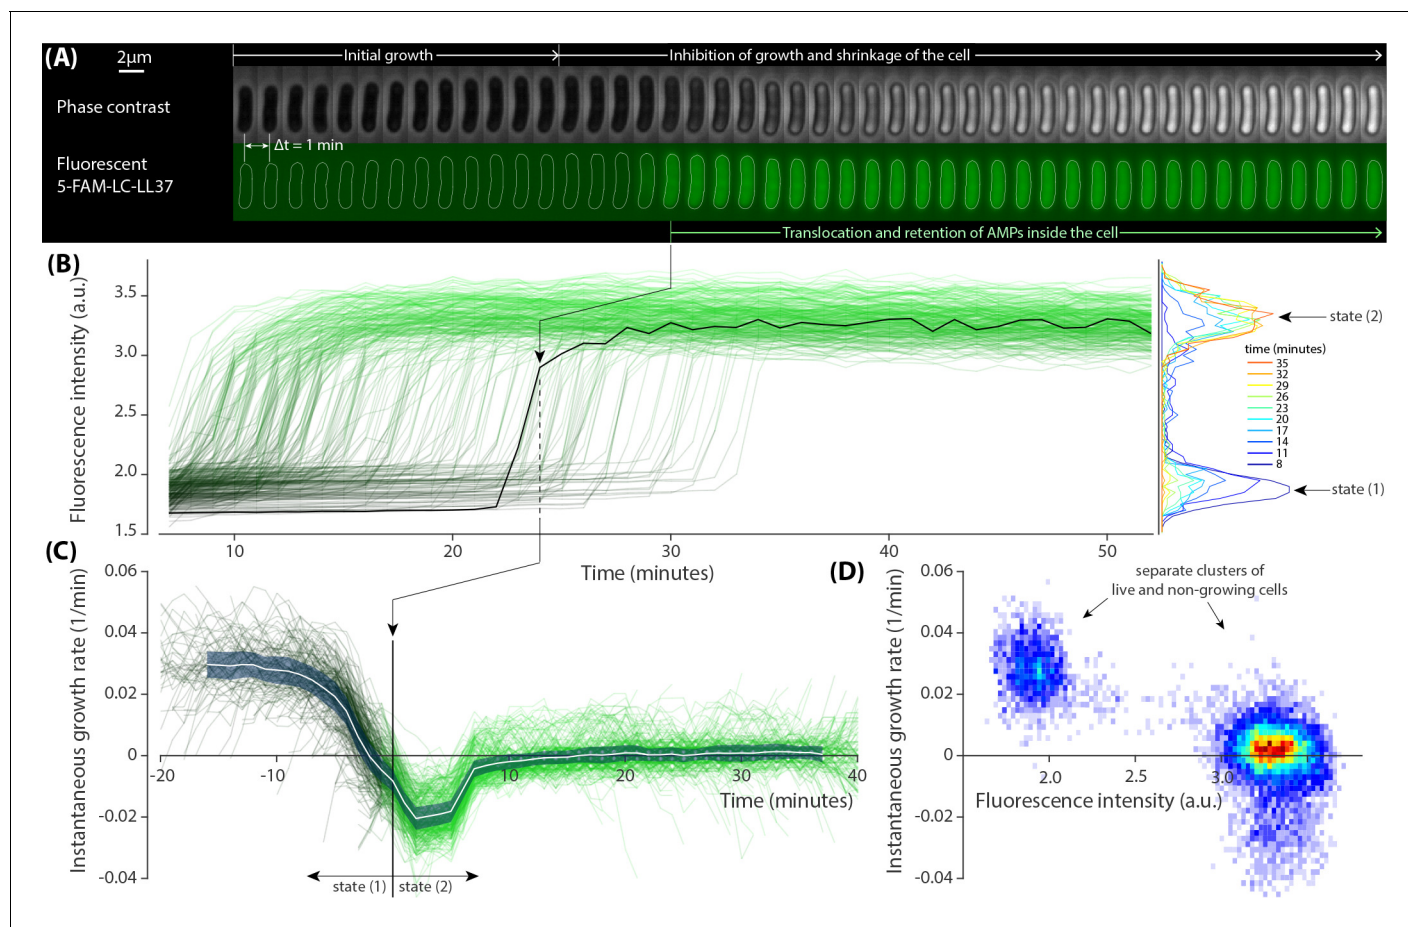 (A)
2μm
Initial growth
Inhibition of growth and shrinkage of the cell
Phase contrast
Δt = 1 min
Fluorescent
5-FAM-LC-LL37
Translocation and retention of AMPs inside the cell
(B)
Fluorescence intensity (a.u.)
3.5
3.0
2.5
2.0
1.5
10
20
30
40
50
Time (minutes)
state (2)
time (minutes)
35
32
29
26
23
20
17
14
11
8
state (1)
(C)
Instantaneous growth rate (1/min)
0.06
0.04
0.02
0
-0.02
-0.04
-20
-10
10
20
30
40
Time (minutes)
state (1)
state (2)
(D)
Instantaneous growth rate (1/min)
0.06
0.04
0.02
0
-0.02
-0.04
separate clusters of
live and non-growing cells
2.0
2.5
3.0
Fluorescence intensity (a.u.)